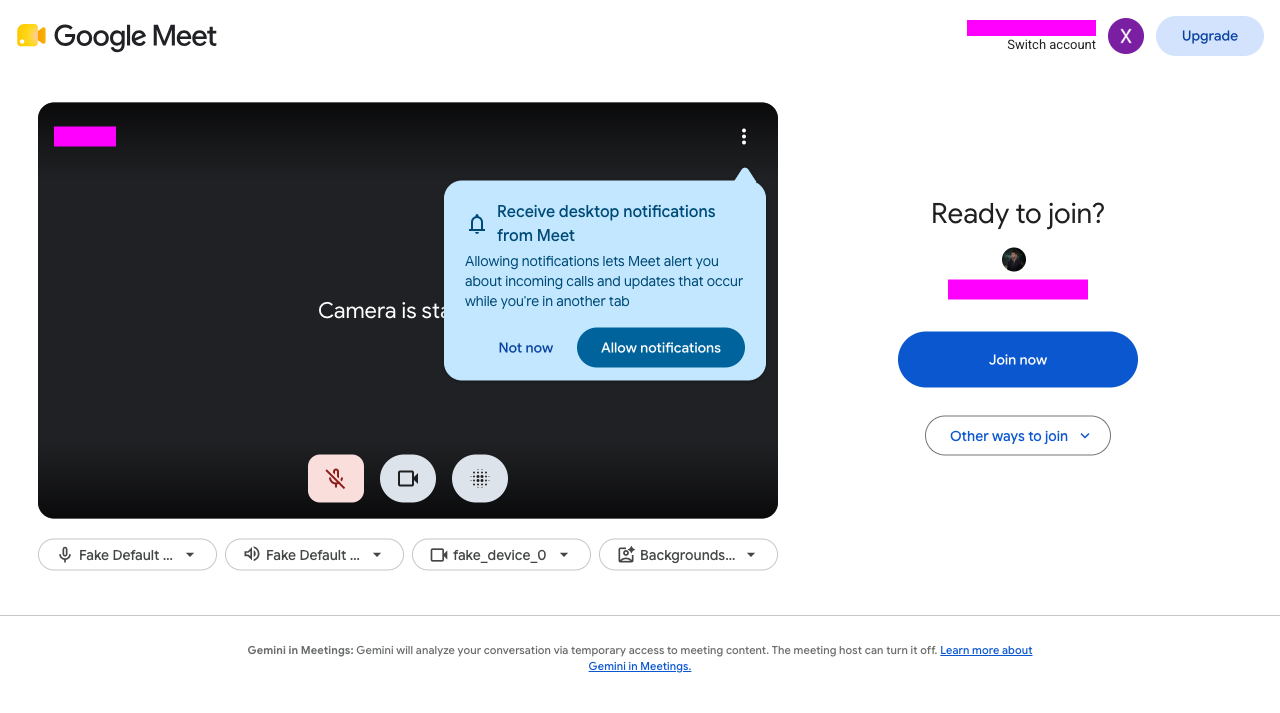 Google Meet
Switch account
X
Upgrade
Receive desktop notifications
from Meet
Allowing notifications lets Meet alert you
about incoming calls and updates that occur
while you're in another tab
Camera is sta
Not now
Allow notifications
Ready to join?
Join now
Other ways to join
Fake Default ...
Fake Default ...
fake_device_0
Backgrounds...
Gemini in Meetings: Gemini will analyze your conversation via temporary access to meeting content. The meeting host can turn it off. Learn more about
Gemini in Meetings.